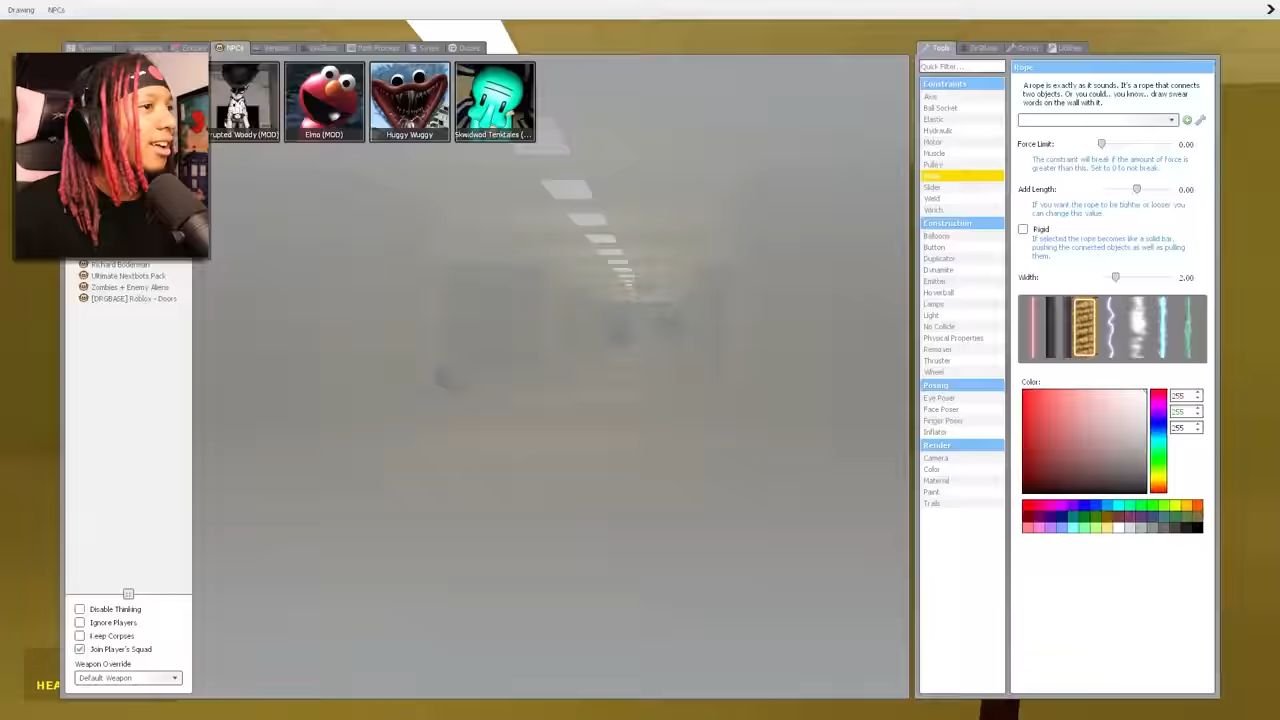 Drawing NPCs
NPCs
rupted Woody (MOD)
Elmo (MOD)
Huggy Wuggy
Skwidwod Tenktales (...
Richard Boderman
Ultimate Nextbots Pack
Zombies + Enemy Aliens
[DRGBASE] Roblox - Doors
Disable Thinking
Ignore Players
Keep Corpses
Join Player's Squad
Weapon Override
Default Weapon
HEA
Tools
Utilities
Quick Filter...
Constraints
Axis
Ball Socket
Elastic
Hydraulic
Motor
Muscle
Pulley
Slider
Weld
Winch
Construction
Balloons
Button
Duplicator
Dynamite
Emitter
Hoverball
Lamps
Light
No Collide
Physical Properties
Remover
Thruster
Wheel
Posing
Eye Poser
Face Poser
Finger Poser
Inflator
Render
Camera
Color
Material
Paint
Trails
Rope
A rope is exactly as it sounds. It's a rope that connects
two objects. Or you could.. you know.. draw swear
words on the wall with it.
Force Limit: 0.00
The constraint will break if the amount of force is
greater than this. Set to 0 to not break.
Add Length: 0.00
If you want the rope to be tighter or looser you
can change this value.
Rigid
If selected the rope becomes like a solid bar,
pushing the connected objects as well as pulling
them.
Width: 2.00
Color:
255
255
255